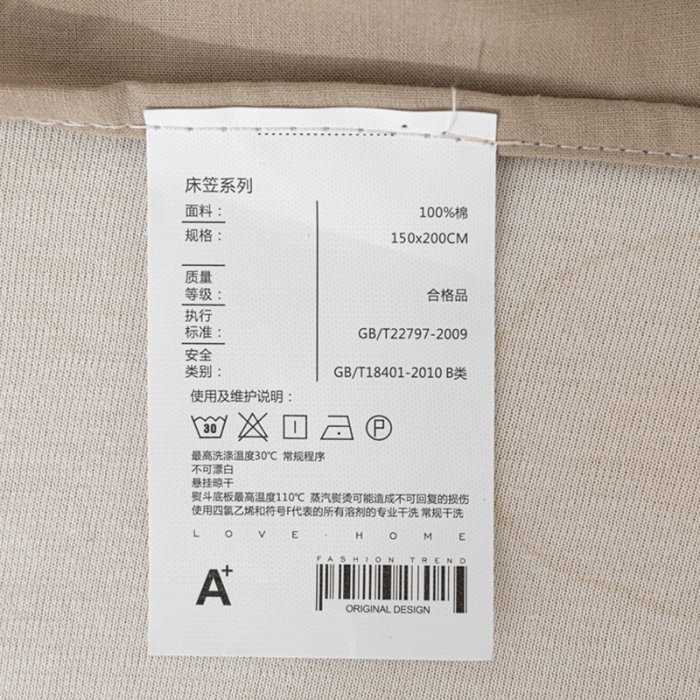 床笠系列
面料： 100%棉
规格： 150x200CM
质量
等级： 合格品
执行
标准： GB/T22797-2009
安全
类别： GB/T18401-2010 B类
使用及维护说明：
30 P
最高洗涤温度30℃ 常规程序
不可漂白
悬挂晾干
熨斗底板最高温度110℃ 蒸汽熨烫可能造成不可回复的损伤
使用四氯乙烯和符号F代表的所有溶剂的专业干洗 常规干洗
LOVE·HOME
FASHION TREND
A+
ORIGINAL DESIGN